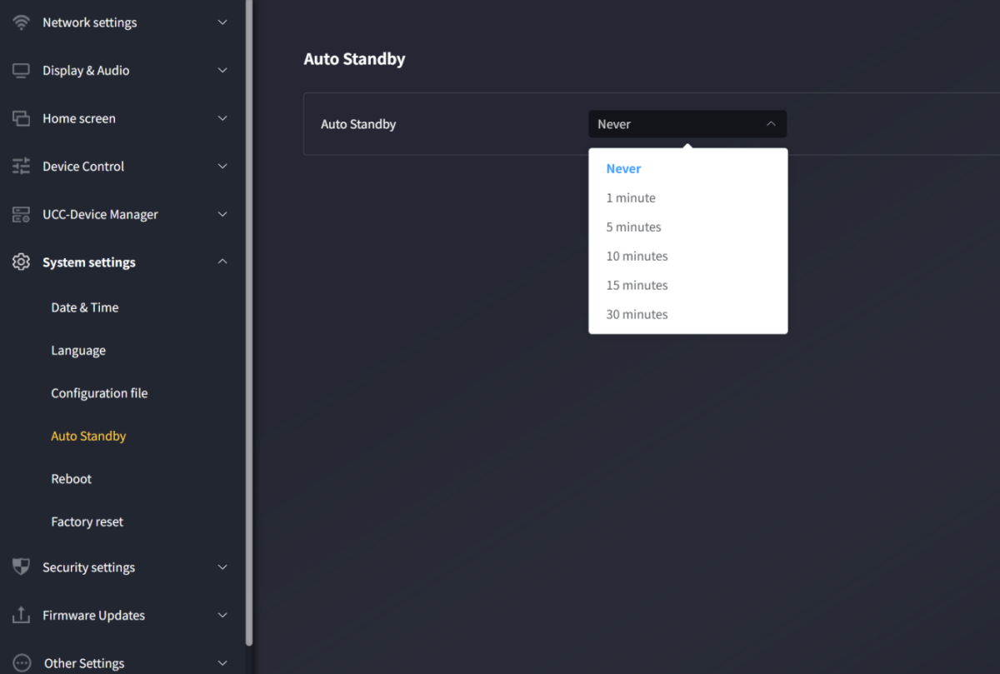 Network settings
Display & Audio
Home screen
Device Control
UCC-Device Manager
System settings
Date & Time
Language
Configuration file
Auto Standby
Reboot
Factory reset
Security settings
Firmware Updates
Other Settings
Auto Standby
Auto Standby
Never
Never
1 minute
5 minutes
10 minutes
15 minutes
30 minutes